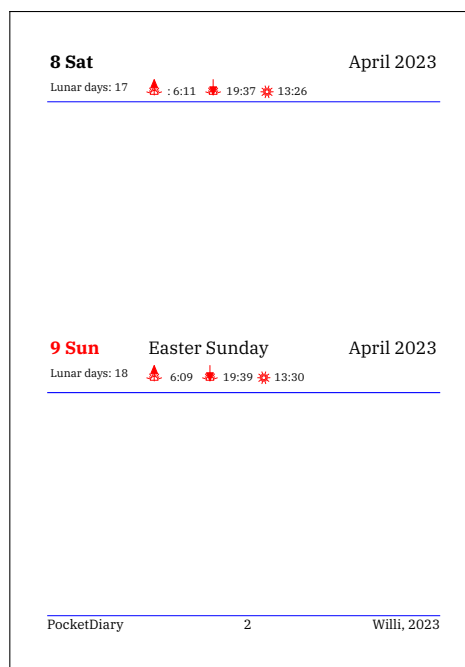 8 Sat April 2023
Lunar days: 17 : 6:11 19:37 13:26
9 Sun Easter Sunday April 2023
Lunar days: 18 6:09 19:39 13:30
PocketDiary 2 Willi, 2023